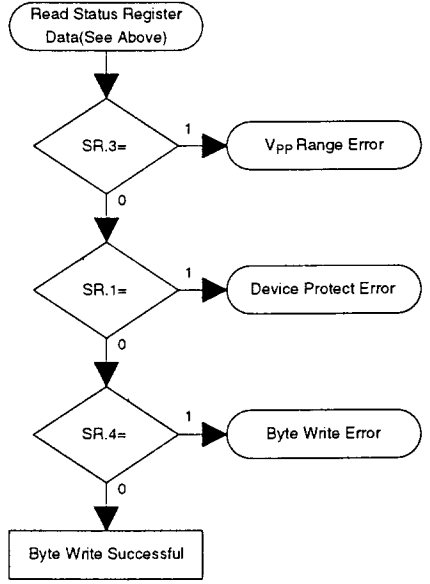 Read Status Register
Data(See Above)
SR.3=
1
VPP Range Error
0
SR.1=
1
Device Protect Error
0
SR.4=
1
Byte Write Error
0
Byte Write Successful